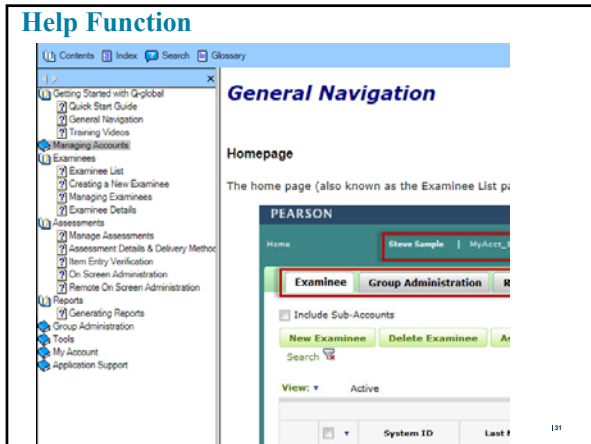 Help Function
Contents Index Search Glossary
Getting Started with Q-global
Quick Start Guide
General Navigation
Training Videos
Managing Accounts
Examinees
Examinee List
Creating a New Examinee
Managing Examinees
Examinee Details
Assessments
Manage Assessments
Assessment Details & Delivery Methoc
Item Entry Verification
On Screen Administration
Remote On Screen Administration
Reports
Generating Reports
Group Administration
Tools
My Account
Application Support
General Navigation
Homepage
The home page (also known as the Examinee List pa
PEARSON
Home Steve Sample | MyAcct_
Examinee Group Administration R
Include Sub-Accounts
New Examinee Delete Examinee
Search
View: Active
System ID Last
|31